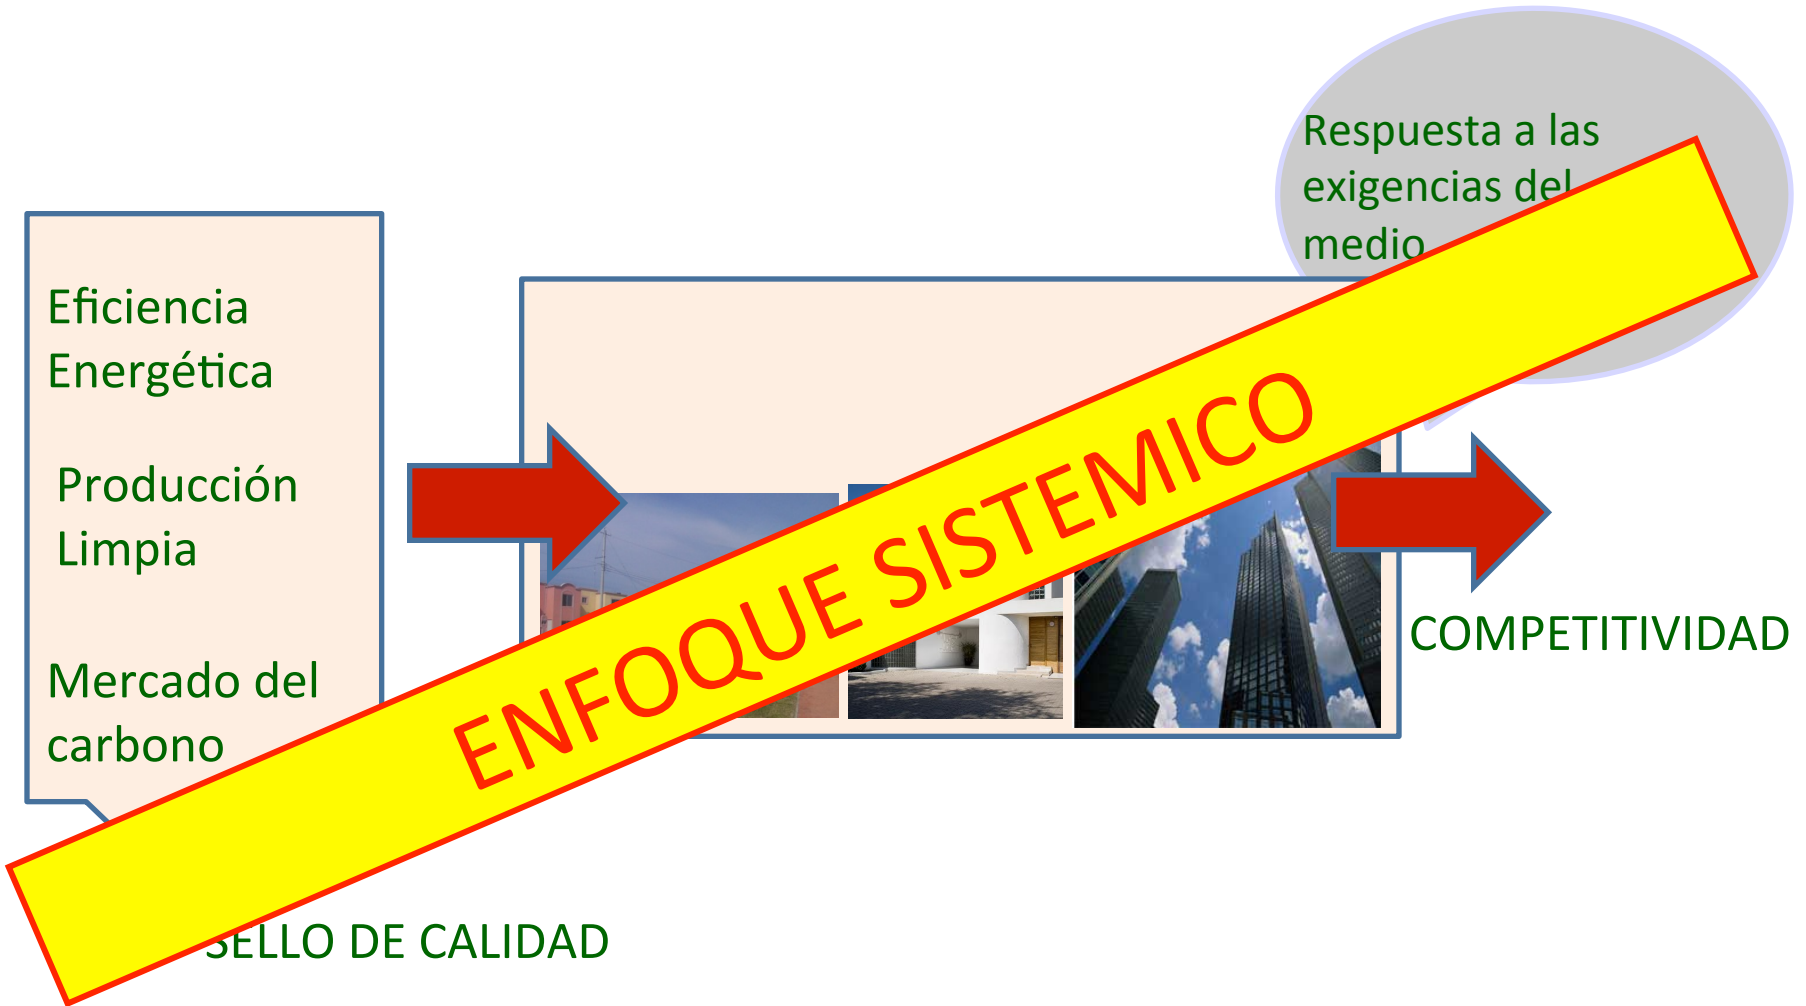 Respuesta a las
exigencias del
medio
Eficiencia
Energética
Producción
Limpia
Mercado del
carbono
ENFOQUE SISTEMICO
COMPETITIVIDAD
SELLO DE CALIDAD